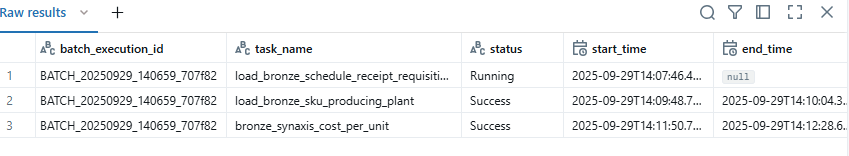 Raw results
batch_execution_id task_name status start_time end_time
1 BATCH_20250929_140659_707f82 load_bronze_schedule_receipt_requisiti... Running 2025-09-29T14:07:46.4... null
2 BATCH_20250929_140659_707f82 load_bronze_sku_producing_plant Success 2025-09-29T14:09:48.7... 2025-09-29T14:10:04.3...
3 BATCH_20250929_140659_707f82 bronze_synaxis_cost_per_unit Success 2025-09-29T14:11:50.7... 2025-09-29T14:12:28.6...